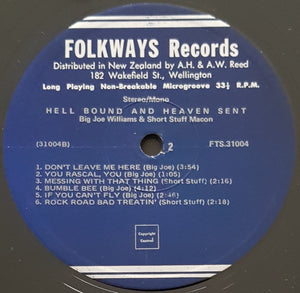 FOLKWAYS Records
Distributed in New Zealand by A.H. & A.W. Reed
182 Wakefield St., Wellington
Long Playing Non-Breakable Microgroove 33⅓ R.P.M.
Stereo/Mono
HELL BOUND AND HEAVEN SENT
Big Joe Williams & Short Stuff Macon
(31004B)
2
FTS.31004
1. DON'T LEAVE ME HERE (Big Joe) (3:54)
2. YOU RASCAL, YOU (Big Joe) (1:05)
3. MESSING WITH THAT THING (Short Stuff) (2:16)
4. BUMBLE BEE (Big Joe) (4:12)
5. IF YOU CAN'T FLY (Big Joe)
6. ROCK ROAD BAD TREATIN' (Short Stuff) (2:18)
Copyright
Control